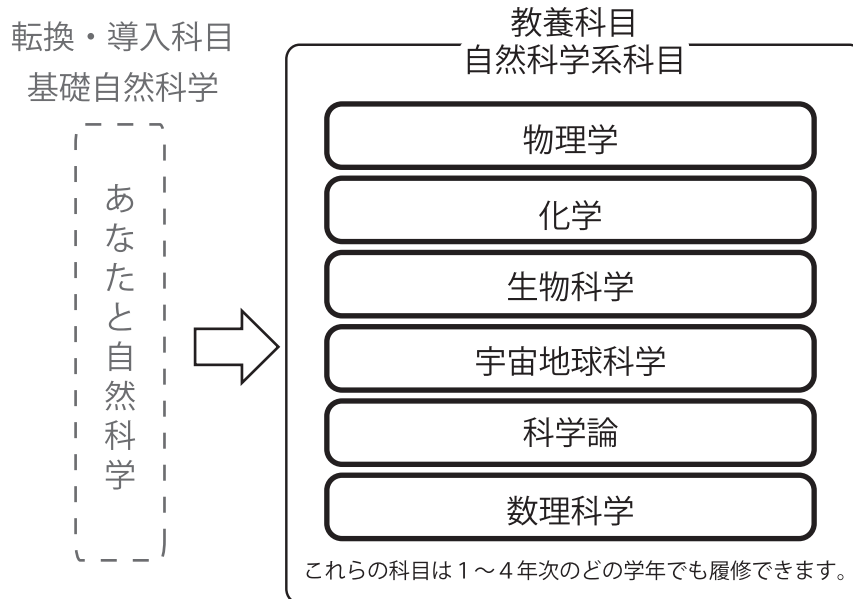 転換・導入科目
基礎自然科学
あなたと自然科学
教養科目
自然科学系科目
物理学
化学
生物科学
宇宙地球科学
科学論
数理科学
これらの科目は1～4年次のどの学年でも履修できます。